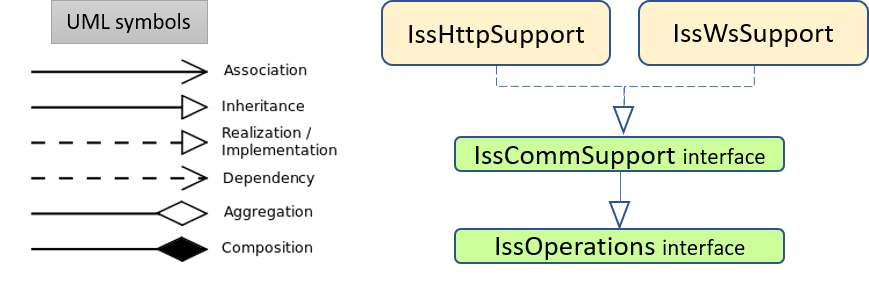 UML symbols
Association
Inheritance
Realization /
Implementation
Dependency
Aggregation
Composition
IssHttpSupport
IssWsSupport
IssCommSupport interface
IssOperations interface